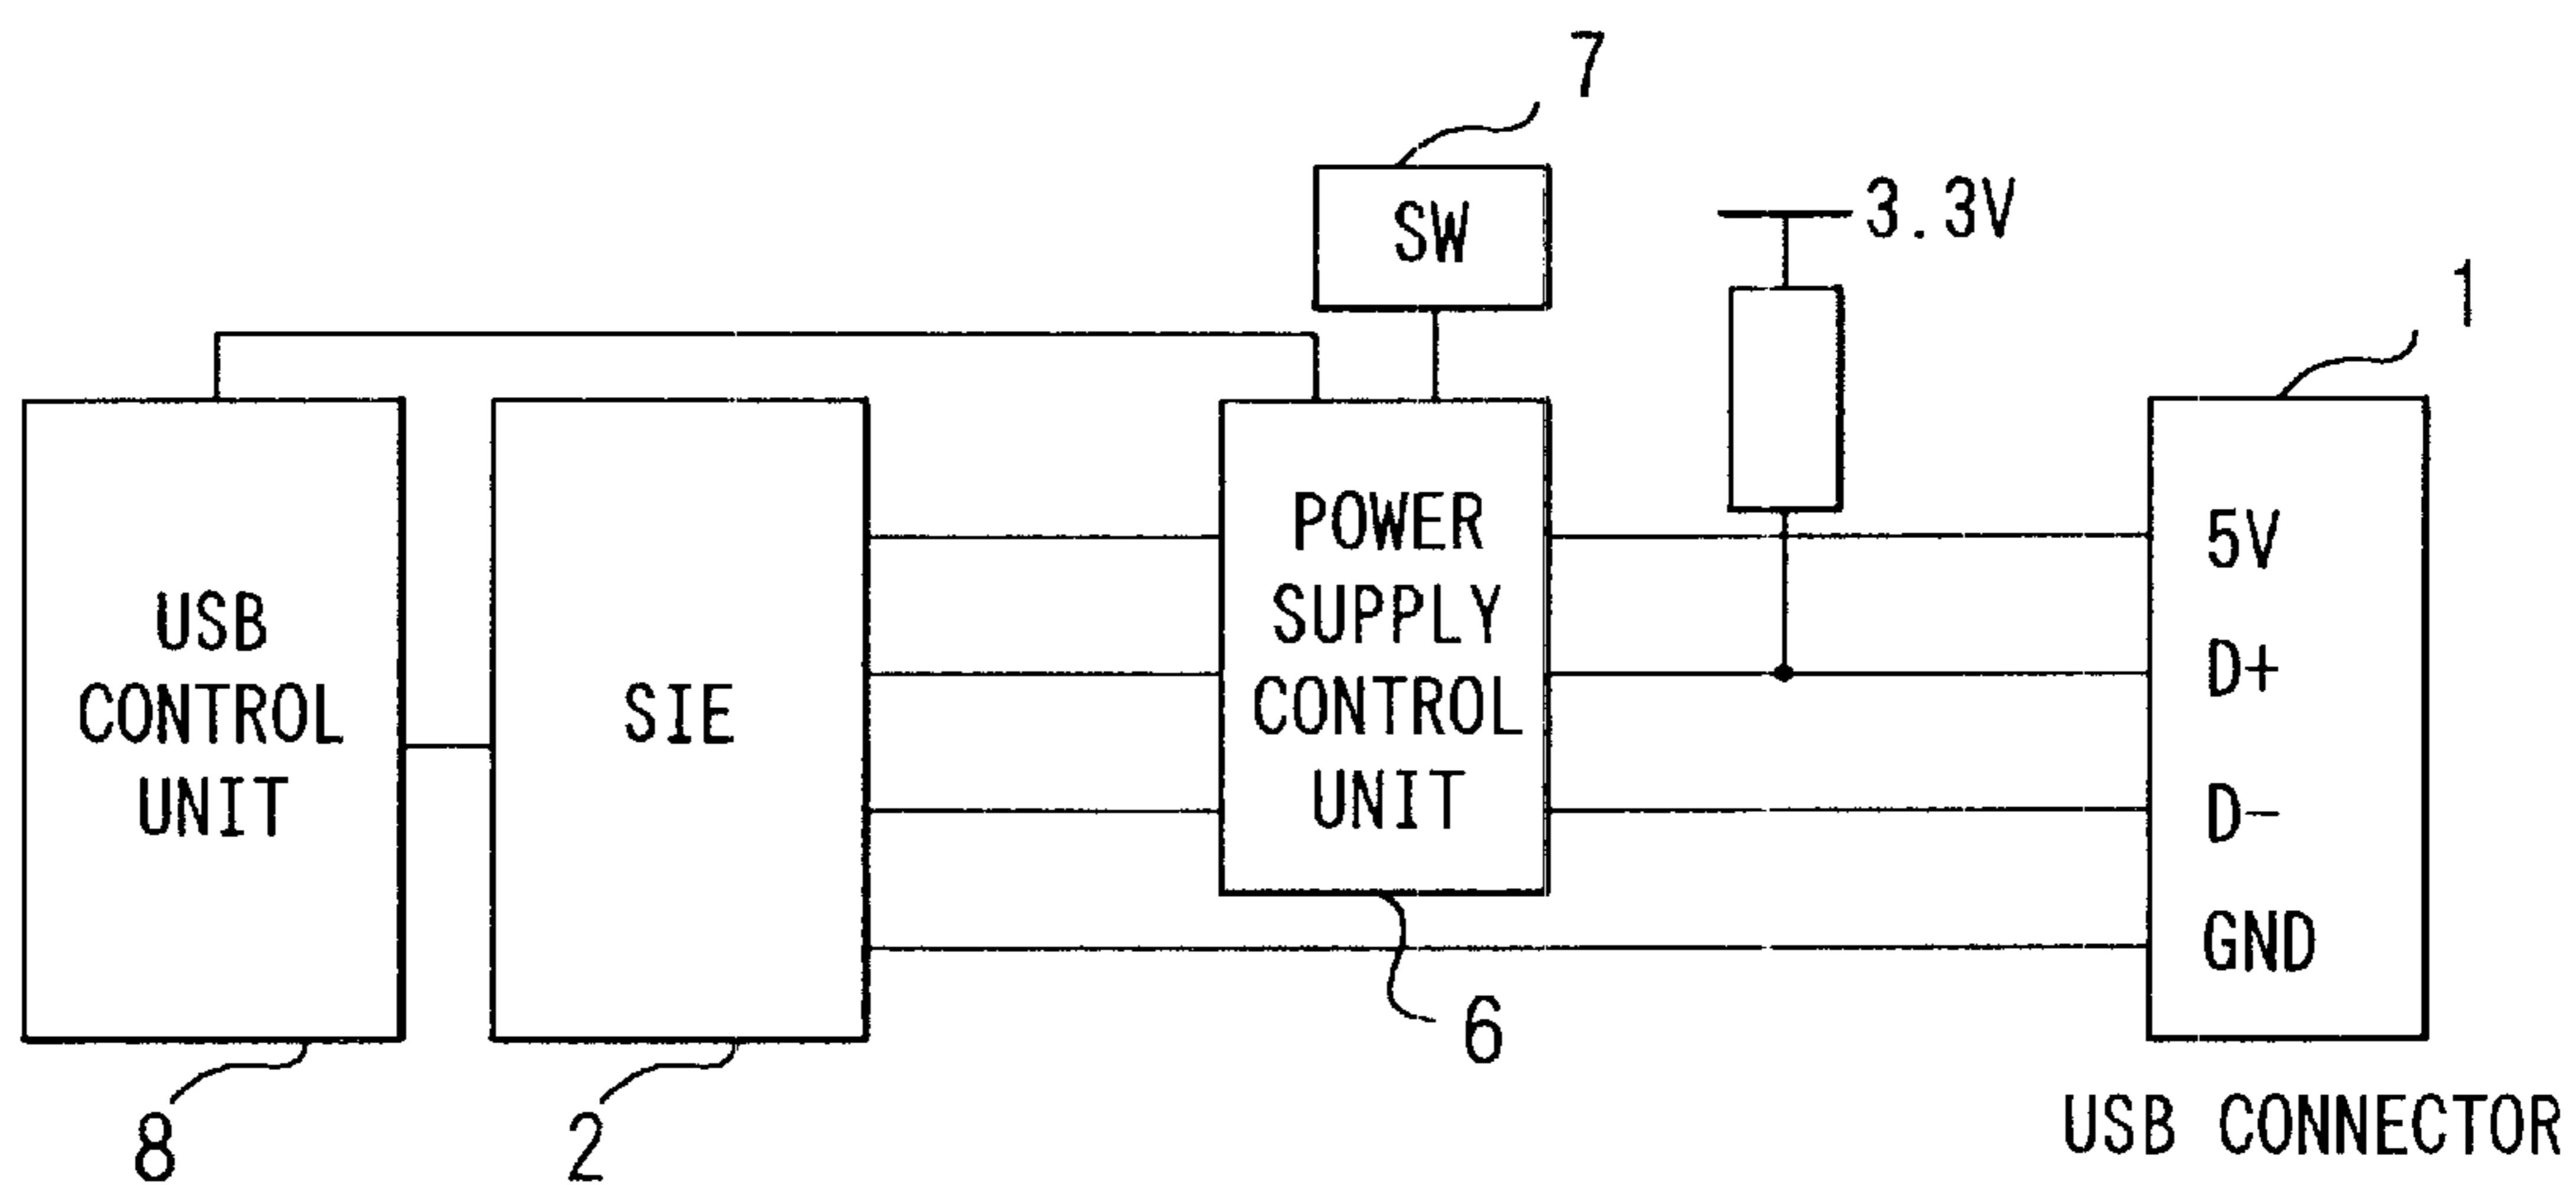 7
SW
3.3V
1
USB
CONTROL
UNIT
SIE
POWER
SUPPLY
CONTROL
UNIT
5V
D+
D-
GND
6
8
2
USB CONNECTOR